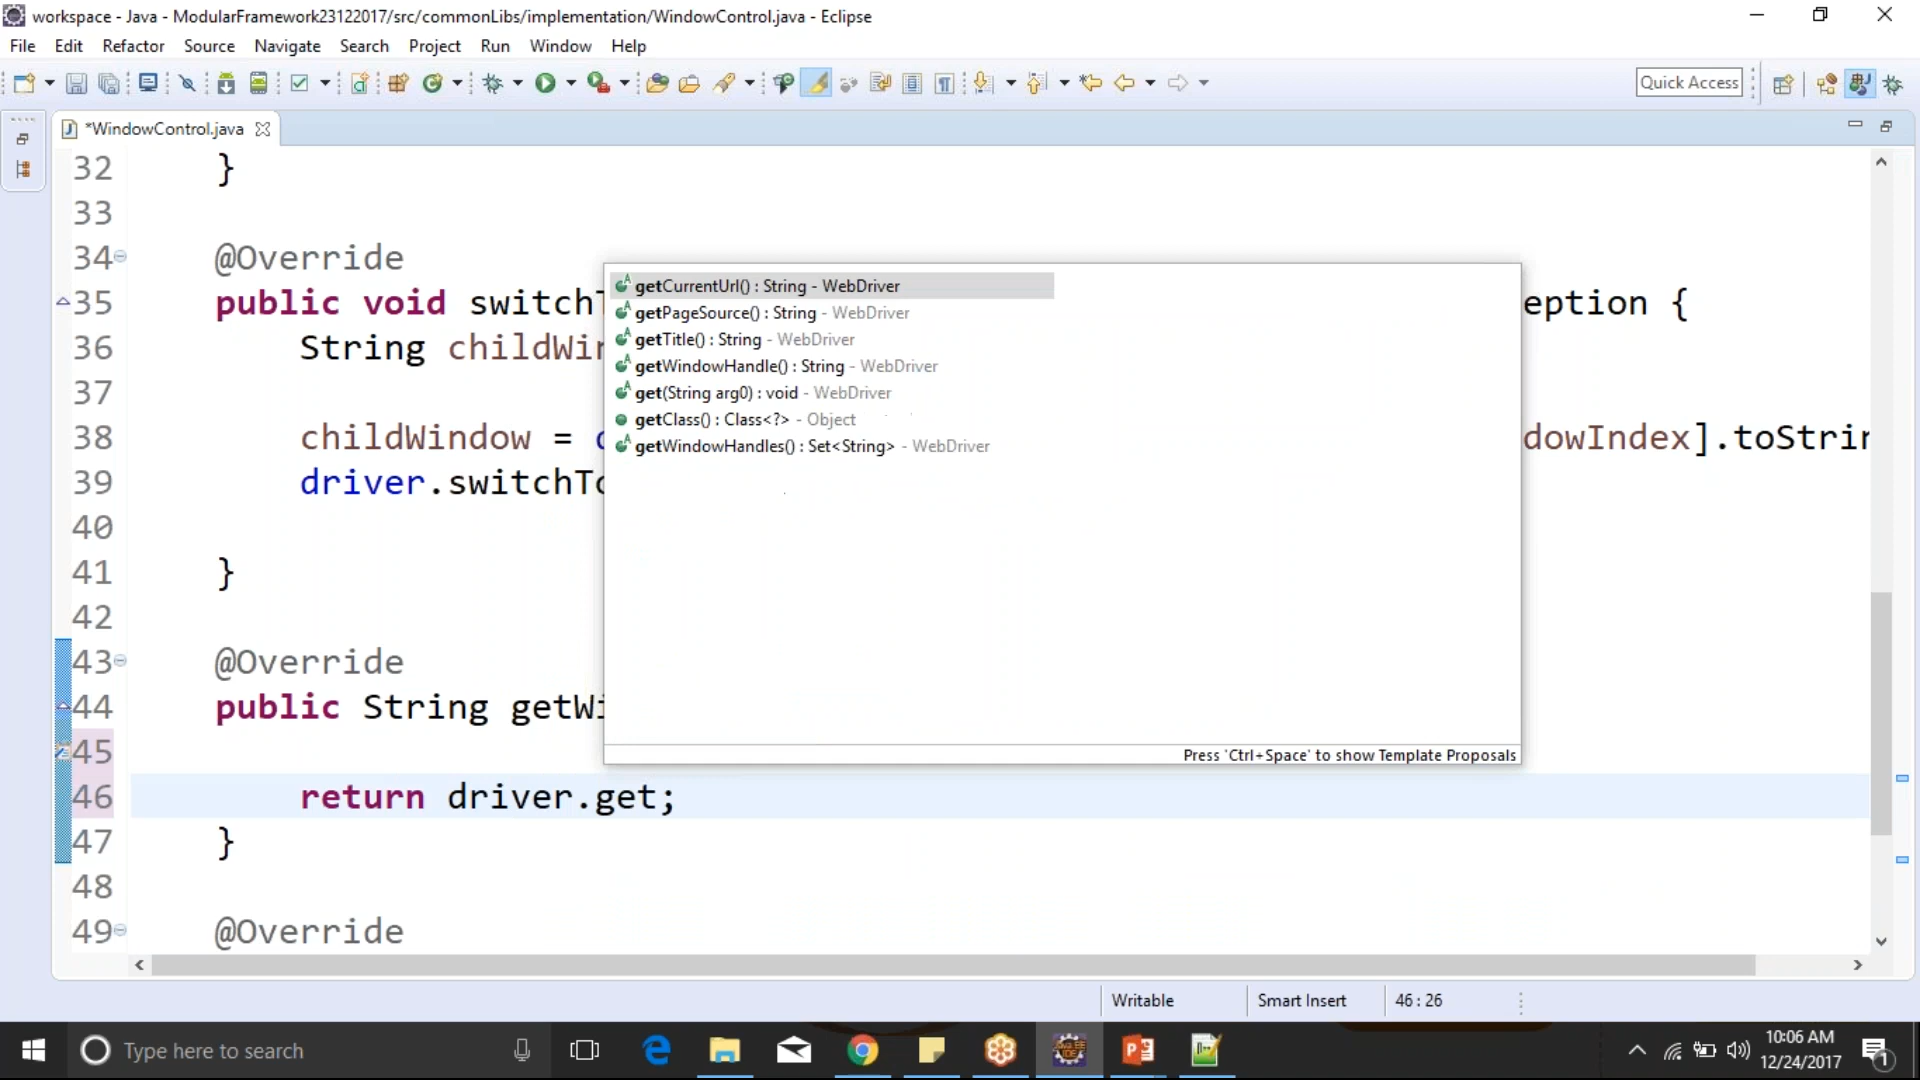 workspace - Java - ModularFramework23122017/src/commonLibs/implementation/WindowControl.java - Eclipse
File Edit Refactor Source Navigate Search Project Run Window Help
Quick Access
*WindowControl.java
32 }
33
34 @Override
35 public void switchT eption {
36 String childWin
37
38 childWindow = dowIndex].toStrin
39 driver.switchTo
40
41 }
42
43 @Override
44 public String getWi
45
46 return driver.get;
47 }
48
49 @Override
getCurrentUrl() : String - WebDriver
getPageSource() : String - WebDriver
getTitle() : String - WebDriver
getWindowHandle() : String - WebDriver
get(String arg0) : void - WebDriver
getClass() : Class<?> - Object
getWindowHandles() : Set<String> - WebDriver
Press 'Ctrl+Space' to show Template Proposals
Writable Smart Insert 46 : 26
Type here to search
10:06 AM
12/24/2017
1